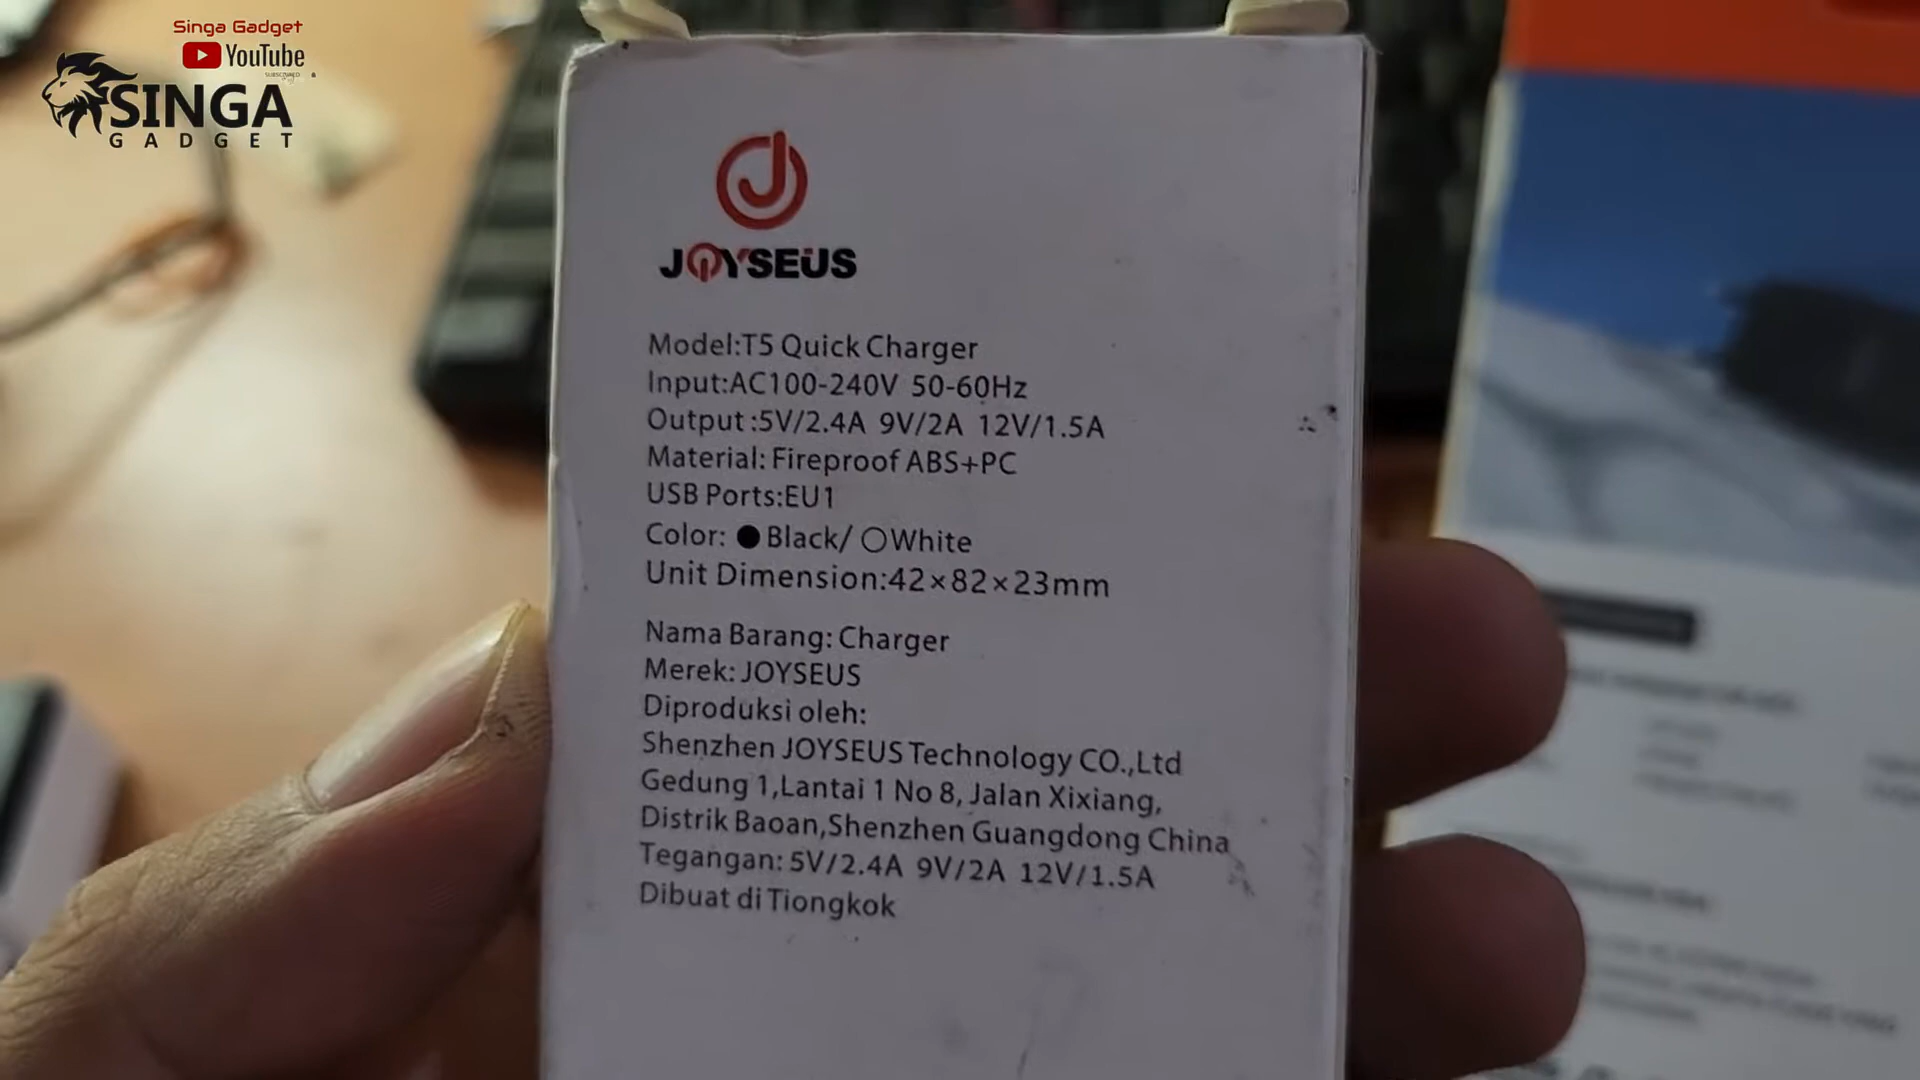 Singa Gadget
YouTube
SUBSCRIBED
SINGA
GADGET
JOYSEUS
Model:T5 Quick Charger
Input:AC100-240V 50-60Hz
Output :5V/2.4A 9V/2A 12V/1.5A
Material: Fireproof ABS+PC
USB Ports:EU1
Color: ●Black/ ○White
Unit Dimension:42×82×23mm
Nama Barang: Charger
Merek: JOYSEUS
Diproduksi oleh:
Shenzhen JOYSEUS Technology CO.,Ltd
Gedung 1,Lantai 1 No 8, Jalan Xixiang,
Distrik Baoan,Shenzhen Guangdong China
Tegangan: 5V/2.4A 9V/2A 12V/1.5A
Dibuat di Tiongkok